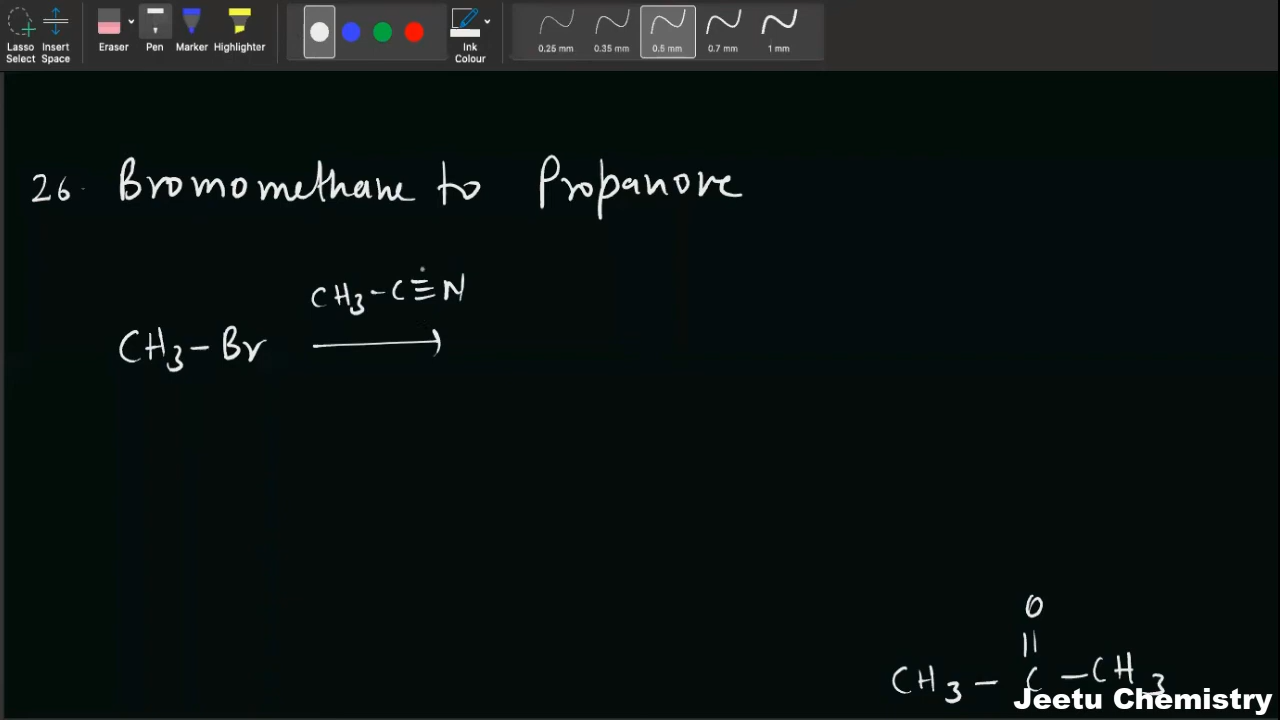 Lasso Select
Insert Space
Eraser
Pen
Marker
Highlighter
Ink Colour
0.25 mm
0.35 mm
0.5 mm
0.7 mm
1 mm
26. Bromomethane to Propanone
CH3-C≡N
CH3-Br ⟶
O
||
CH3-C-CH3
Jeetu Chemistry